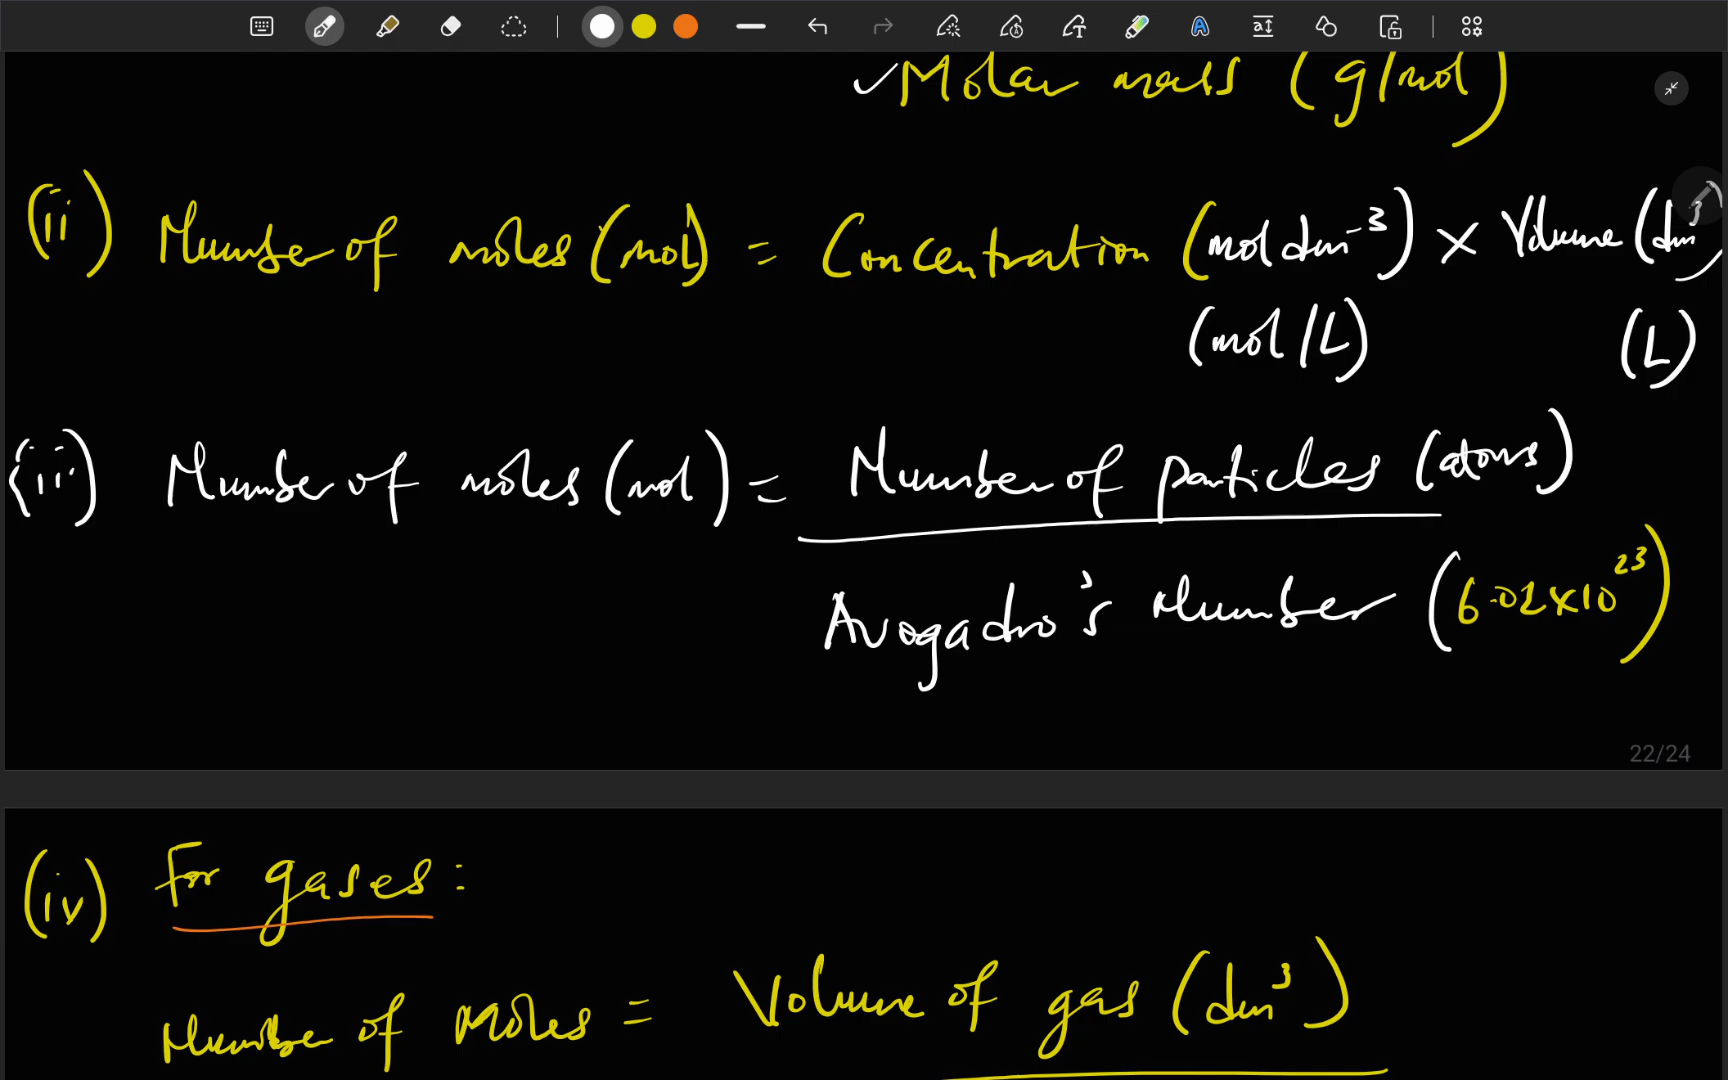 ✓Molar mass (g/mol)
(ii) Number of moles (mol) = Concentration (mol dm⁻³) × Volume (dm³)
(mol/L) (L)
(iii) Number of moles (mol) = Number of particles (atoms)
Avogadro's Number (6.02×10²³)
22/24
(iv) For gases:
Number of Moles = Volume of gas (dm³)